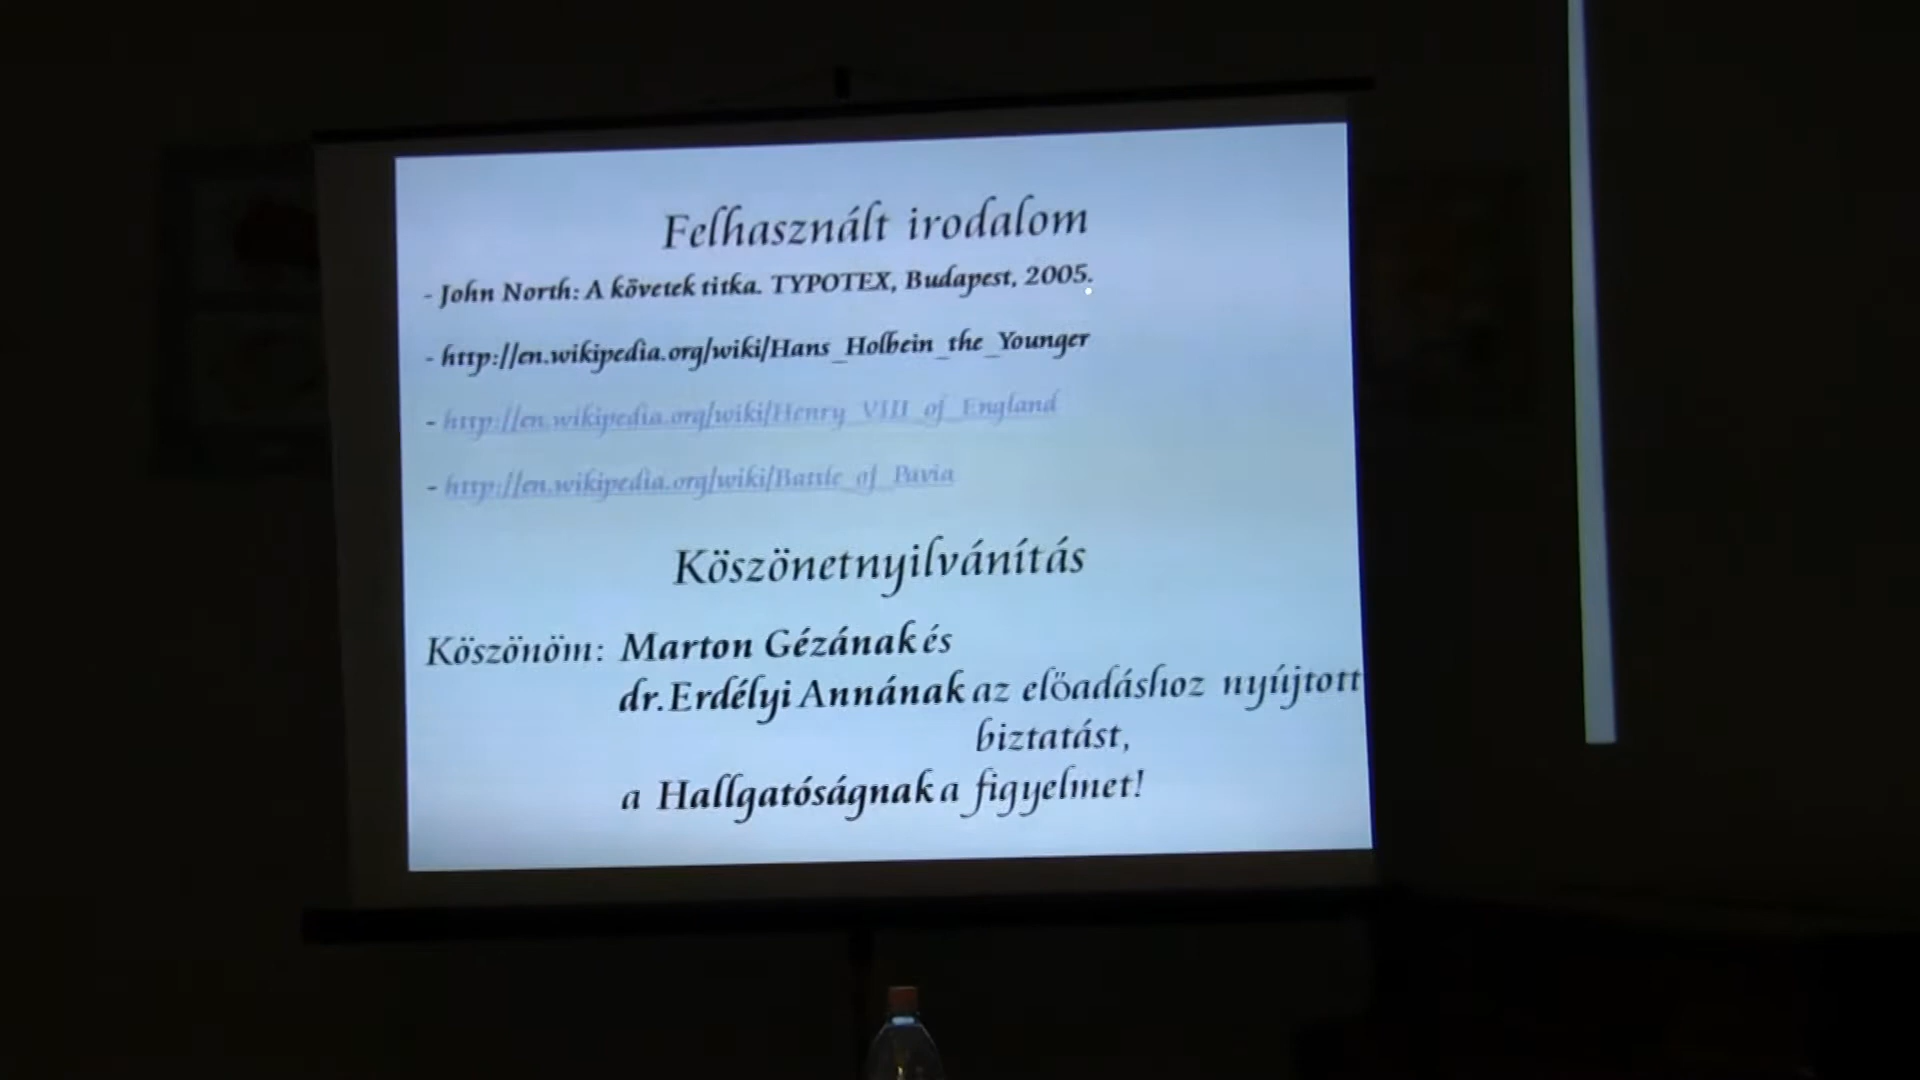 Felhasznált irodalom
- John North: A követek titka. TYPOTEX, Budapest, 2005.
- http://en.wikipedia.org/wiki/Hans_Holbein_the_Younger
- http://en.wikipedia.org/wiki/Henry_VIII_of_England
- http://en.wikipedia.org/wiki/Battle_of_Pavia
Köszönetnyilvánítás
Köszönöm: Marton Gézának és
dr.Erdélyi Annának az elöadáshoz nyújtott
biztatást,
a Hallgatóságnak a figyelmet!